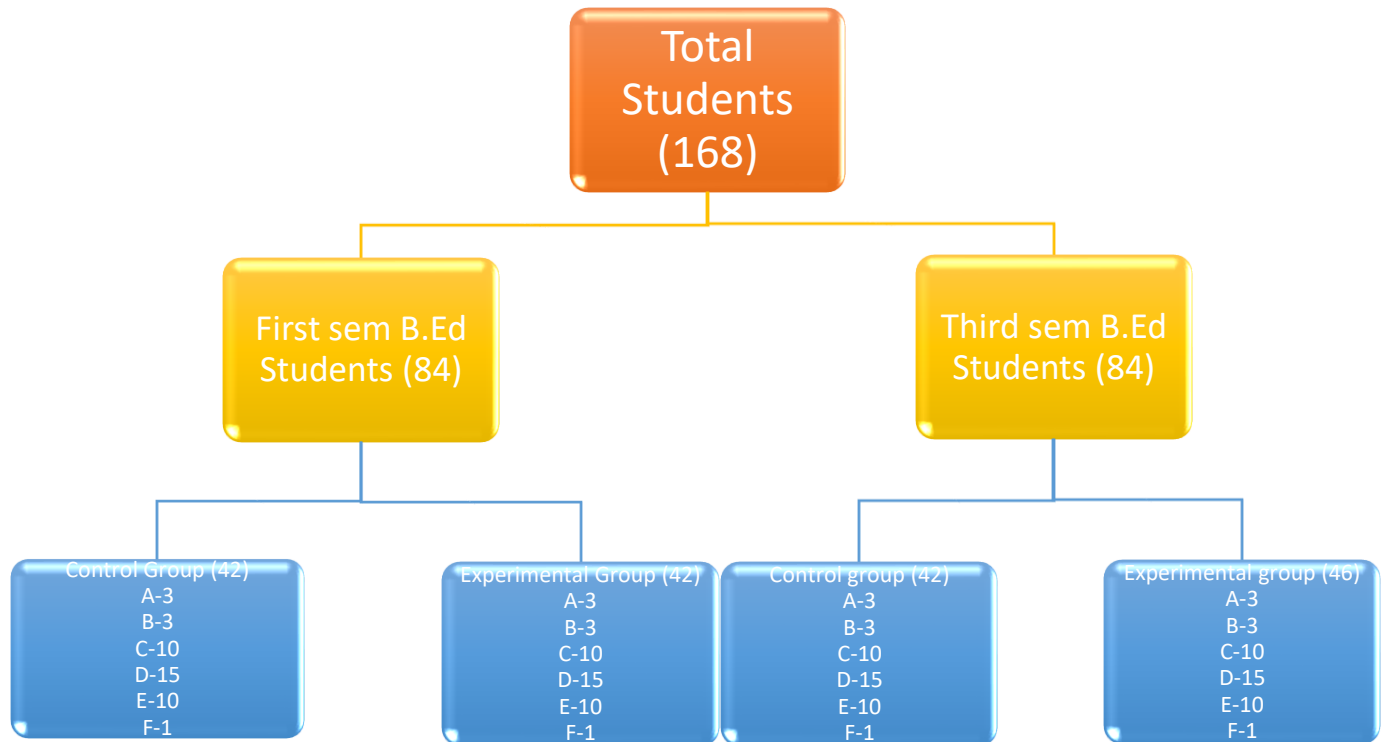 Total
Students
(168)
First sem B.Ed
Students (84)
Third sem B.Ed
Students (84)
Control Group (42)
A-3
B-3
C-10
D-15
E-10
F-1
Experimental Group (42)
A-3
B-3
C-10
D-15
E-10
F-1
Control group (42)
A-3
B-3
C-10
D-15
E-10
F-1
Experimental group (46)
A-3
B-3
C-10
D-15
E-10
F-1